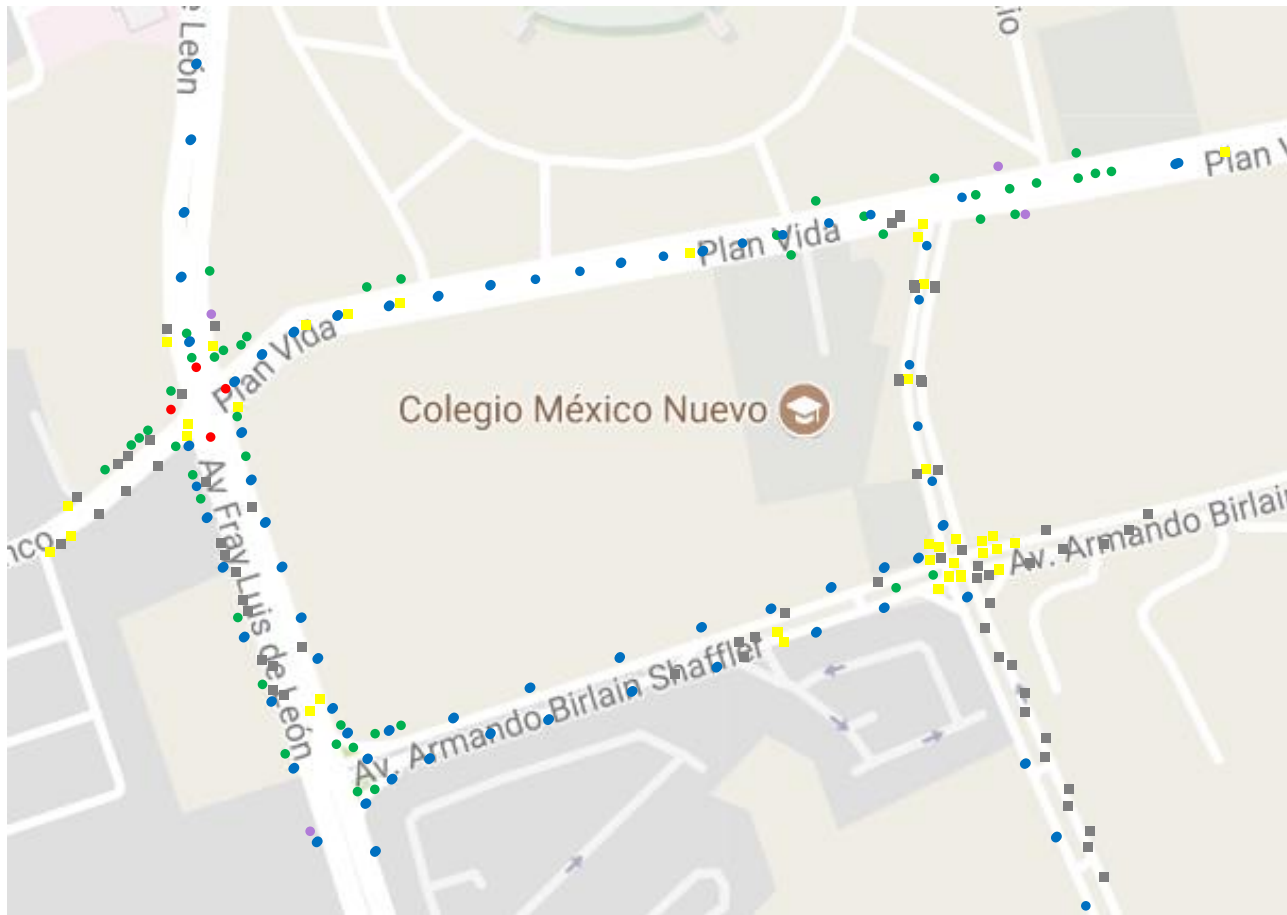 e León
io
Plan V
Plan Vida
Plan Vida
Colegio México Nuevo
Av Fray Luis de León
nco
Av. Armando Birlain
Av. Armando Birlain Shaffler